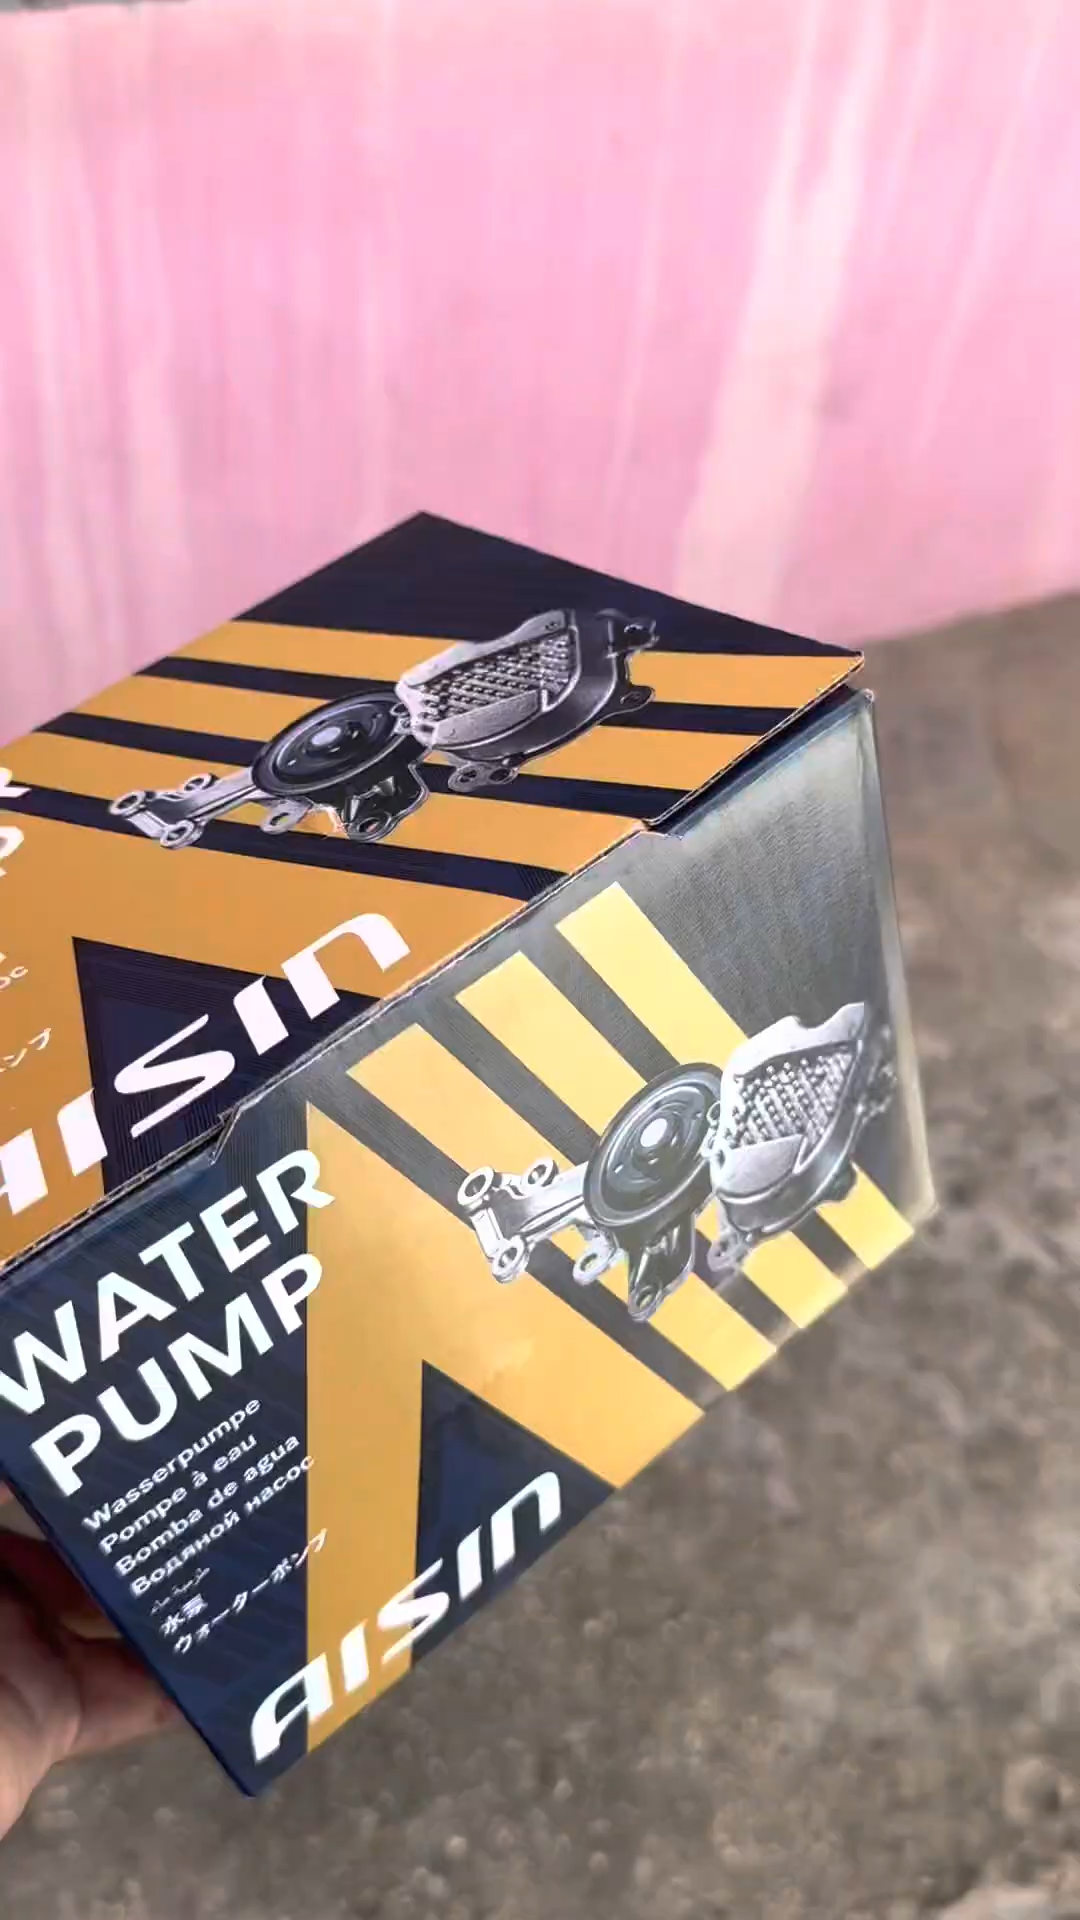 AISIN
WATER
PUMP
Wasserpumpe
Pompe à eau
Bomba de agua
Водяной насос
水泵
ウォーターポンプ
AISIN